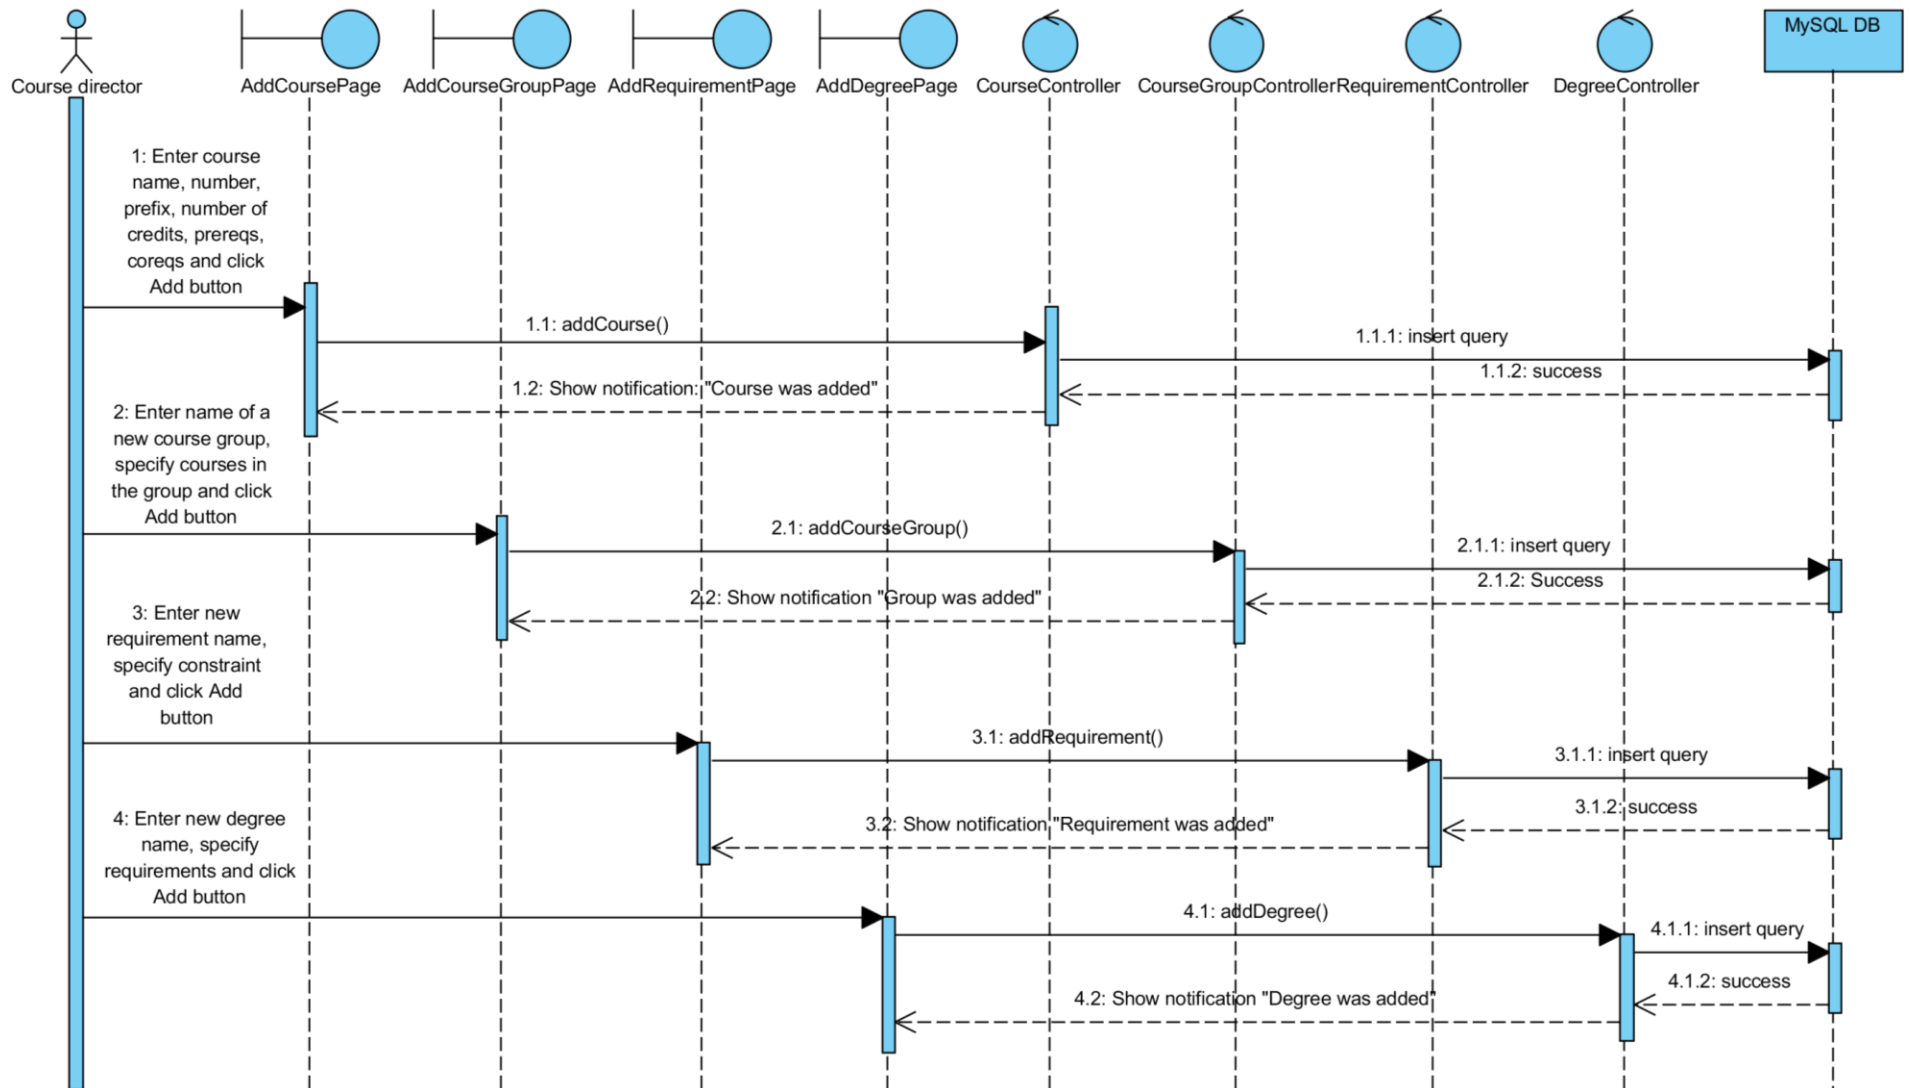 MySQL DB
Course director
AddCoursePage
AddCourseGroupPage
AddRequirementPage
AddDegreePage
CourseController
CourseGroupController
RequirementController
DegreeController
1: Enter course
name, number,
prefix, number of
credits, prereqs,
coreqs and click
Add button
1.1: addCourse()
1.1.1: insert query
1.1.2: success
1.2: Show notification: "Course was added"
2: Enter name of a
new course group,
specify courses in
the group and click
Add button
2.1: addCourseGroup()
2.1.1: insert query
2.1.2: Success
2.2: Show notification "Group was added"
3: Enter new
requirement name,
specify constraint
and click Add
button
3.1: addRequirement()
3.1.1: insert query
3.1.2: success
3.2: Show notification "Requirement was added"
4: Enter new degree
name, specify
requirements and click
Add button
4.1: addDegree()
4.1.1: insert query
4.1.2: success
4.2: Show notification "Degree was added"